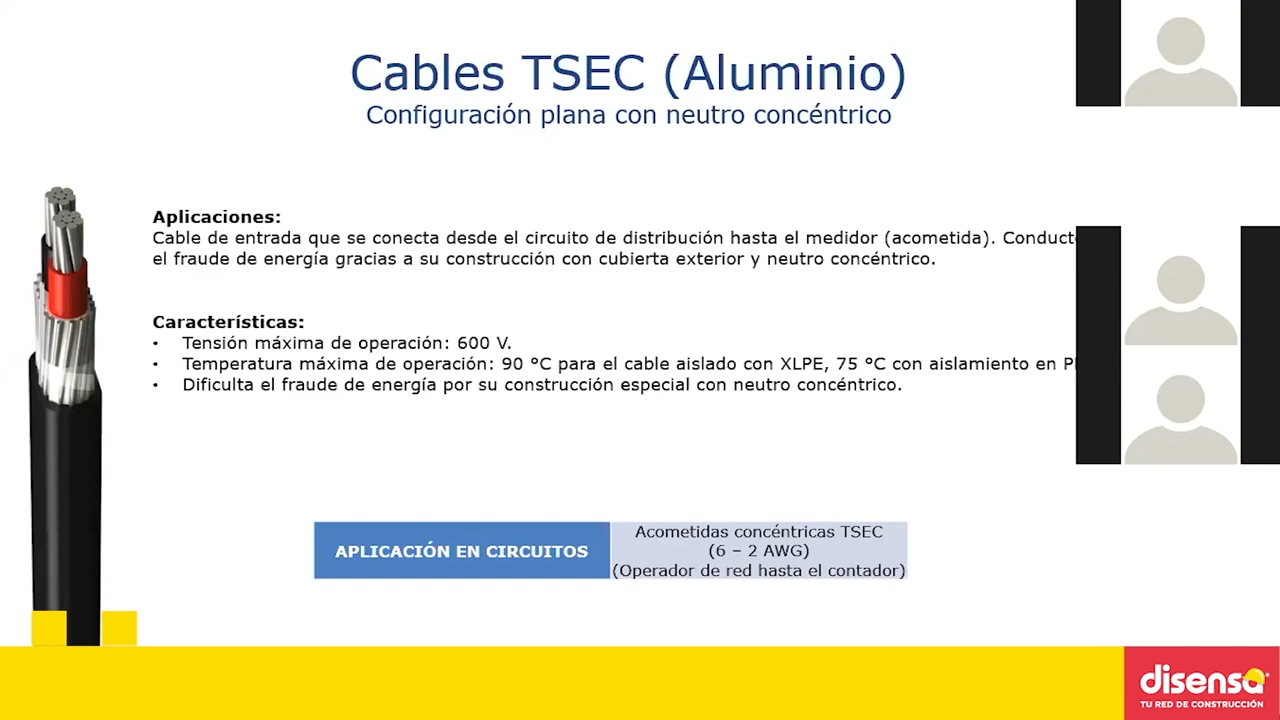 Cables TSEC (Aluminio)
Configuración plana con neutro concéntrico
Aplicaciones:
Cable de entrada que se conecta desde el circuito de distribución hasta el medidor (acometida).
el fraude de energía gracias a su construcción con cubierta exterior y neutro concéntrico.
Características:
• Tensión máxima de operación: 600 V.
• Temperatura máxima de operación: 90 °C para el cable aislado con XLPE, 75 °C con aislamiento en
• Dificulta el fraude de energía por su construcción especial con neutro concéntrico.
APLICACIÓN EN CIRCUITOS
Acometidas concéntricas TSEC
(6 – 2 AWG)
(Operador de red hasta el contador)
disensa
TU RED DE CONSTRUCCIÓN